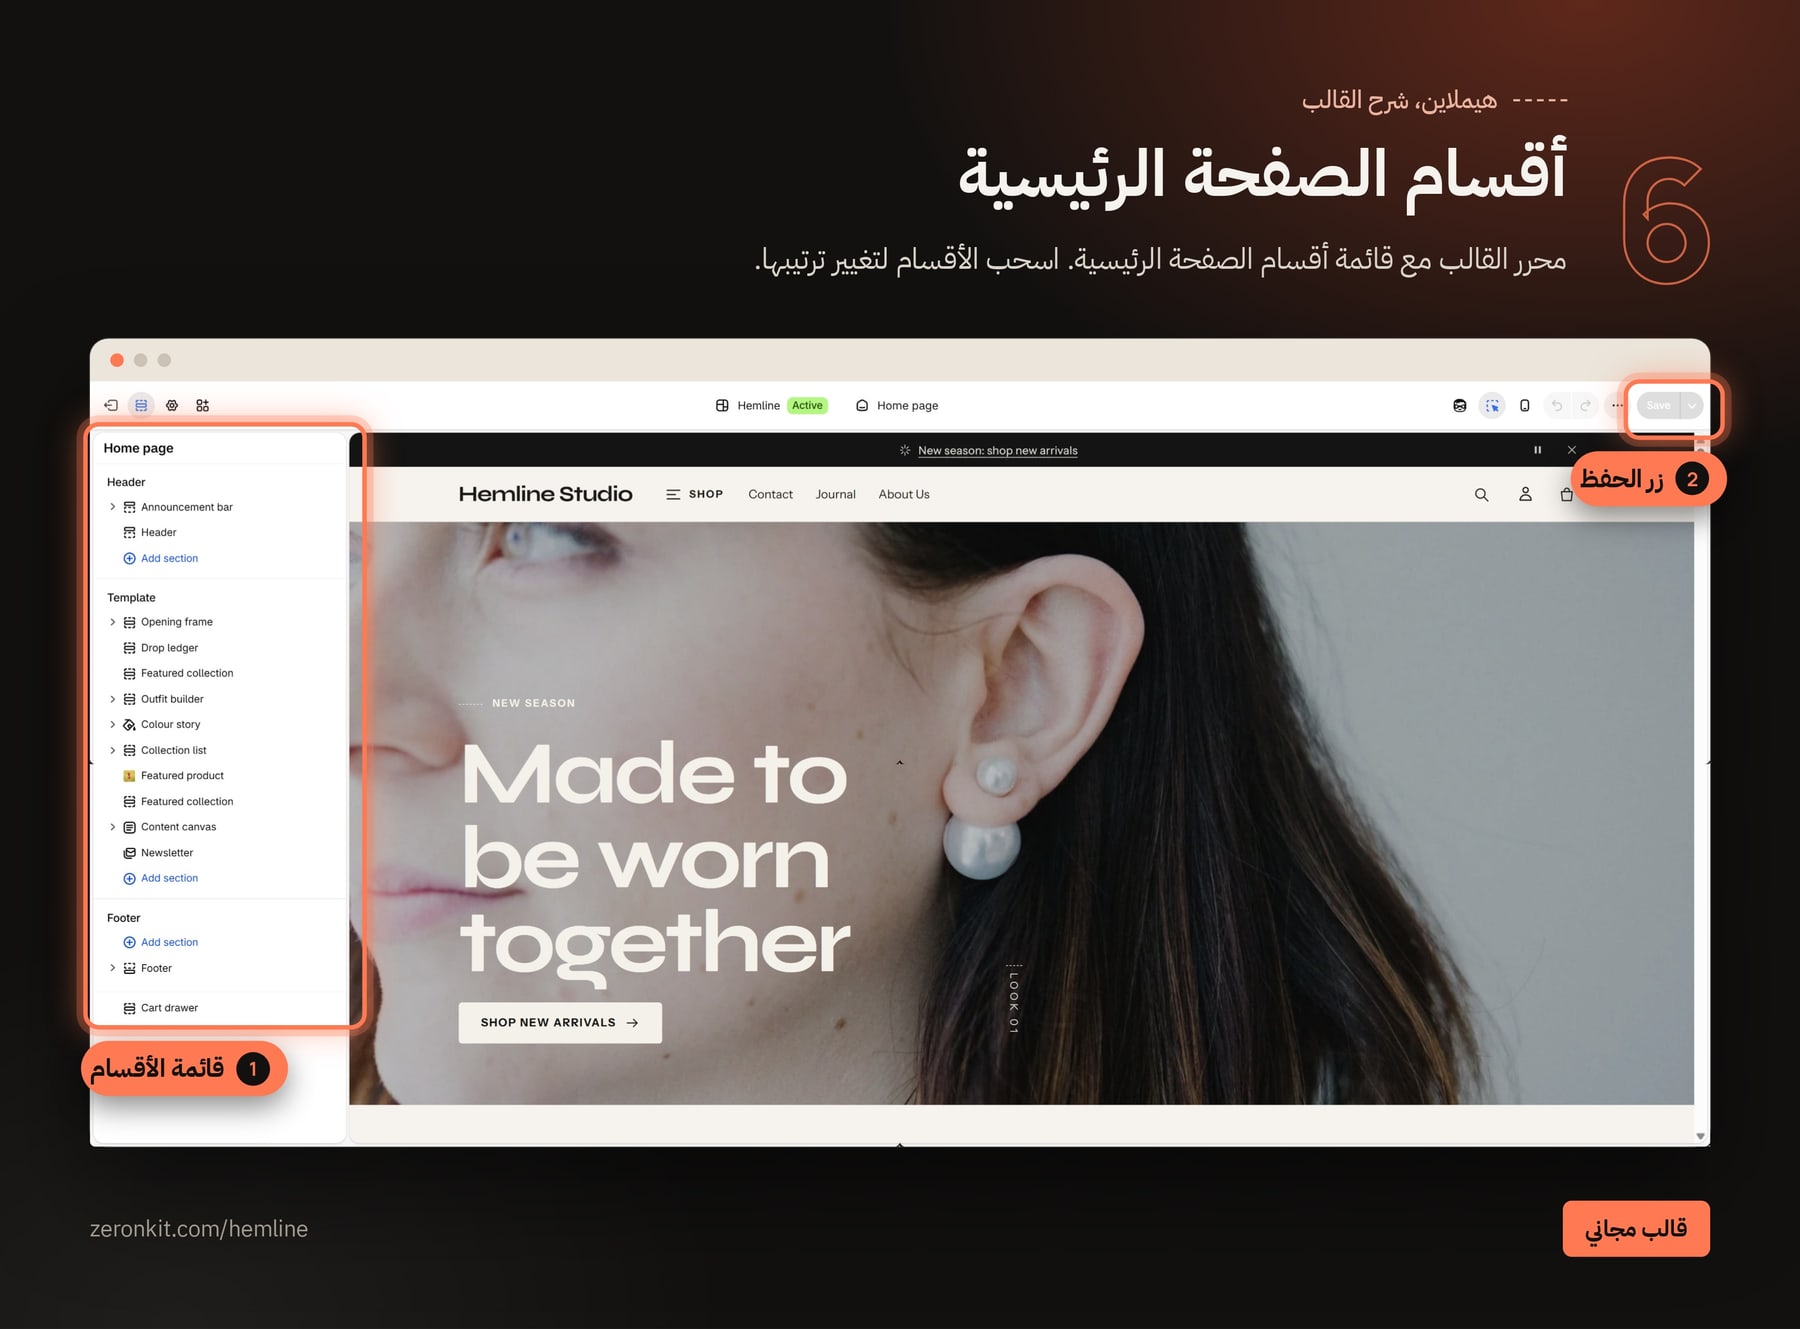 هيملاين، شرح القالب
أقسام الصفحة الرئيسية
6
محرر القالب مع قائمة أقسام الصفحة الرئيسية. اسحب الأقسام لتغيير ترتيبها.
Hemline Active Home page
Save
2 زر الحفظ
Home page
Header
Announcement bar
Header
Add section
Template
Opening frame
Drop ledger
Featured collection
Outfit builder
Colour story
Collection list
Featured product
Featured collection
Content canvas
Newsletter
Add section
Footer
Add section
Footer
Cart drawer
1 قائمة الأقسام
New season: shop new arrivals
Hemline Studio SHOP Contact Journal About Us
NEW SEASON
Made to
be worn
together
SHOP NEW ARRIVALS
LOOK 01
zeronkit.com/hemline
قالب مجاني